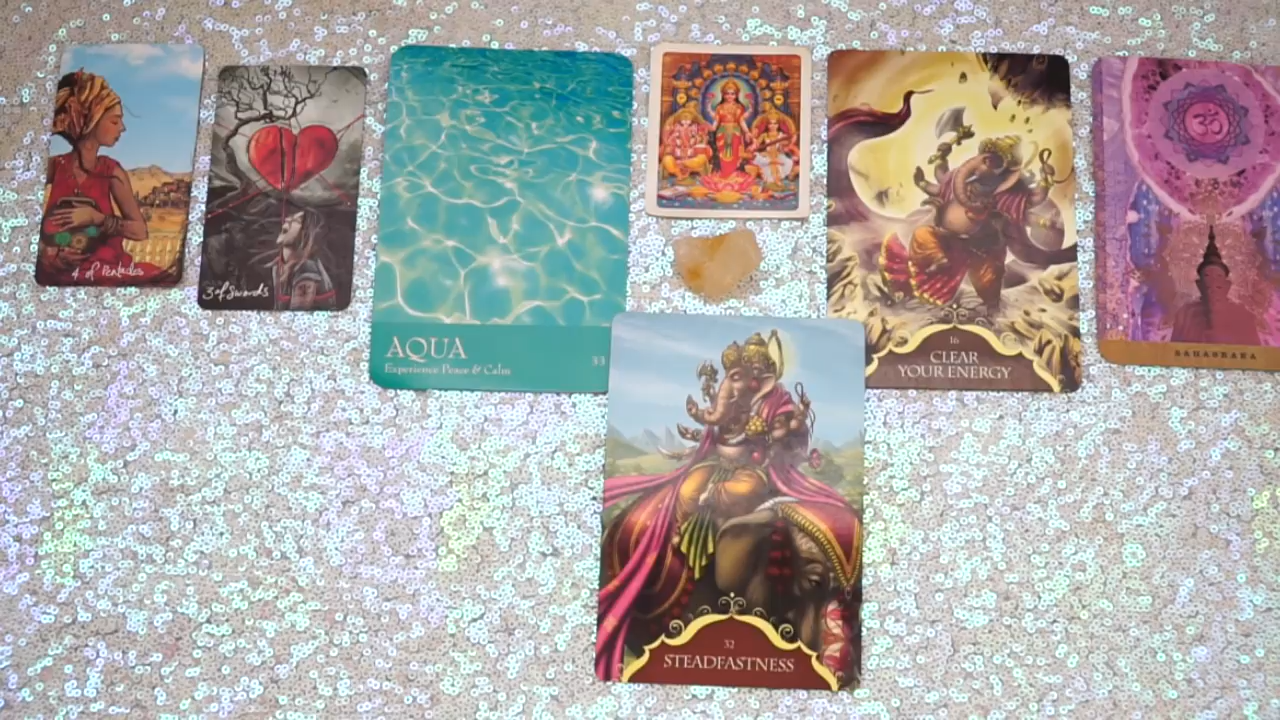 4 of Pentacles
3 of Swords
AQUA
Experience Peace & Calm
33
ॐ
16
CLEAR
YOUR ENERGY
SAHASRARA
32
STEADFASTNESS